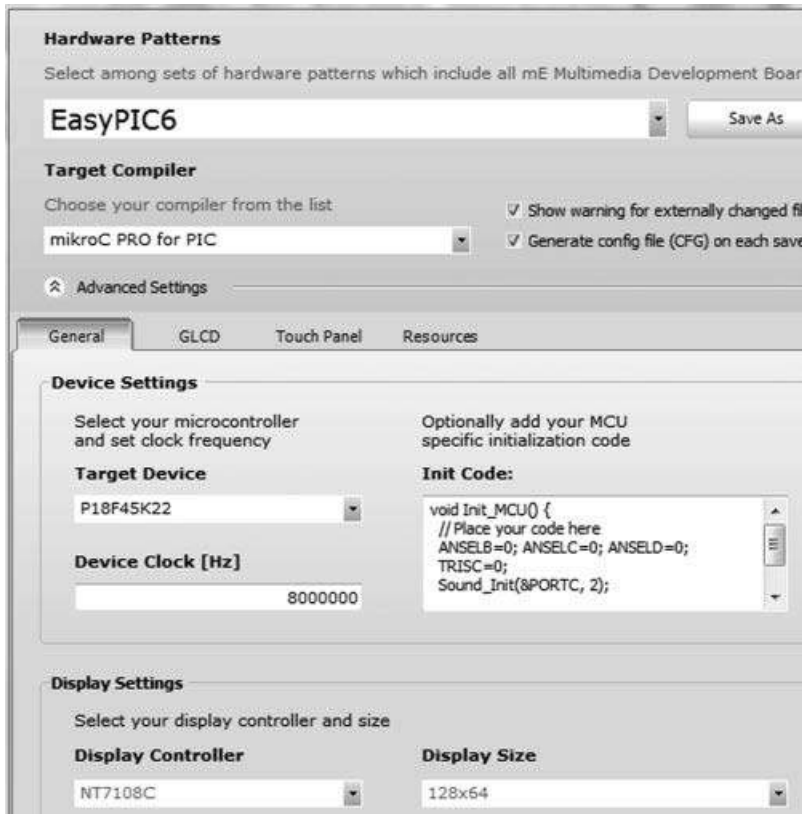 Hardware Patterns
Select among sets of hardware patterns which include all mE Multimedia Development Boar
EasyPIC6
Save As
Target Compiler
Choose your compiler from the list
Show warning for externally changed fi
mikroC PRO for PIC
Generate config file (CFG) on each save
Advanced Settings
General GLCD Touch Panel Resources
Device Settings
Select your microcontroller
and set clock frequency
Optionally add your MCU
specific initialization code
Target Device
Init Code:
P18F45K22
void Init_MCU() {
// Place your code here
ANSELB=0; ANSELC=0; ANSELD=0;
TRISC=0;
Sound_Init(&PORTC, 2);
Device Clock [Hz]
8000000
Display Settings
Select your display controller and size
Display Controller
Display Size
NT7108C
128x64